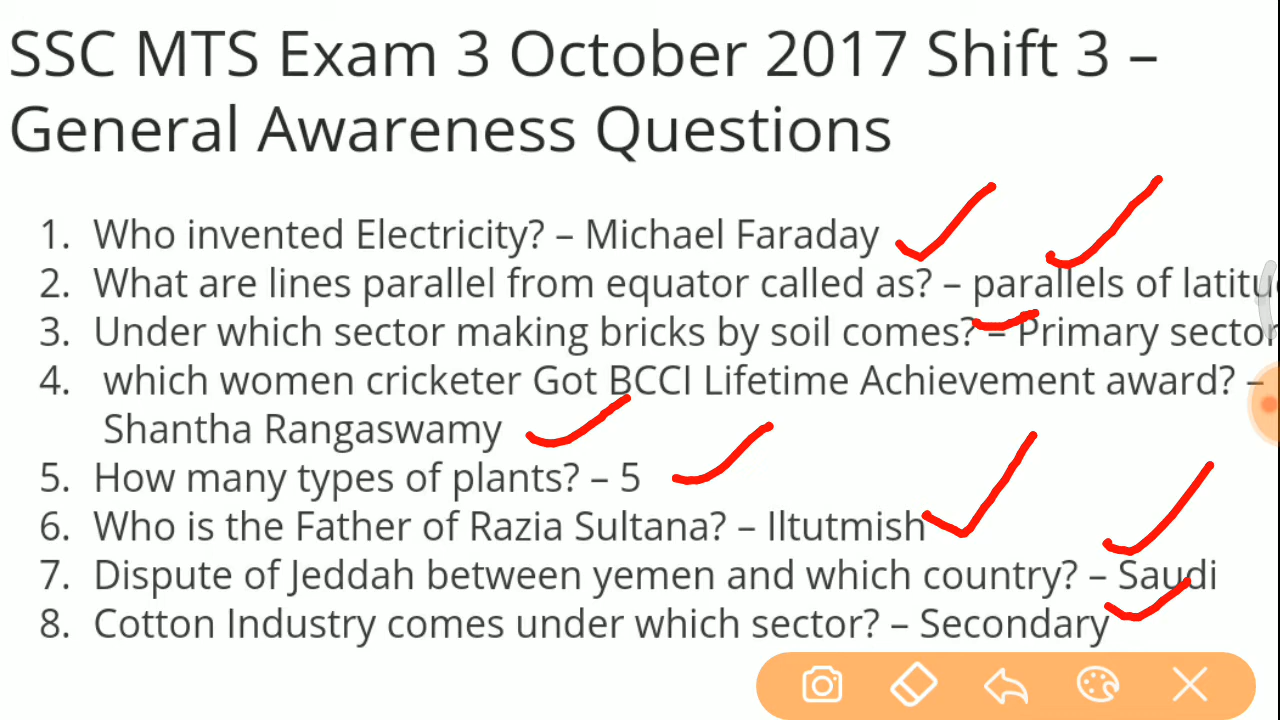 SSC MTS Exam 3 October 2017 Shift 3 –
General Awareness Questions
1. Who invented Electricity? – Michael Faraday
2. What are lines parallel from equator called as? – parallels of latitu
3. Under which sector making bricks by soil comes? – Primary sector
4. which women cricketer Got BCCI Lifetime Achievement award? –
Shantha Rangaswamy
5. How many types of plants? – 5
6. Who is the Father of Razia Sultana? – Iltutmish
7. Dispute of Jeddah between yemen and which country? – Saudi
8. Cotton Industry comes under which sector? – Secondary